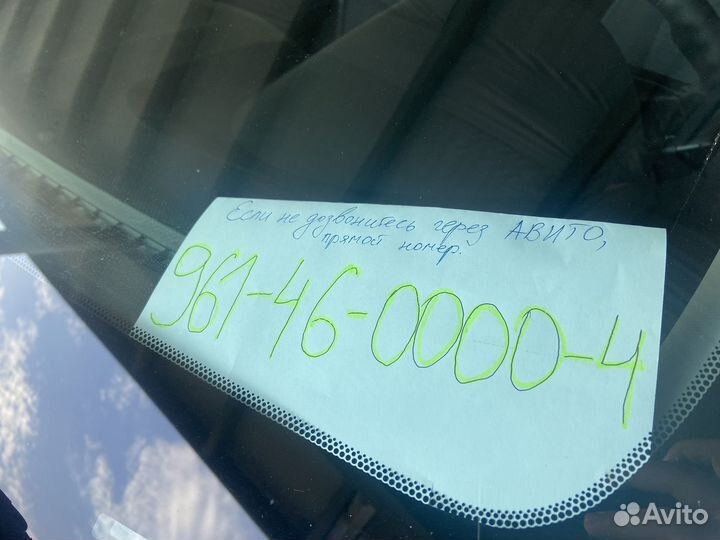 Если не дозвонитесь через АВИТО,
прямой номер.
961-46-0000-4
Avito